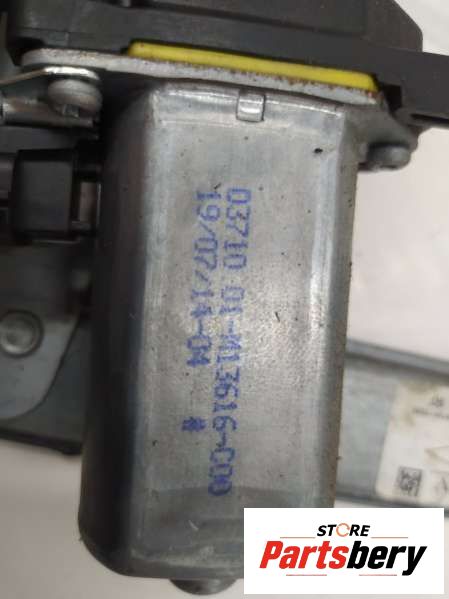 03710 01-M13616-C00
19/07/14-04 #
STORE
Partsbery